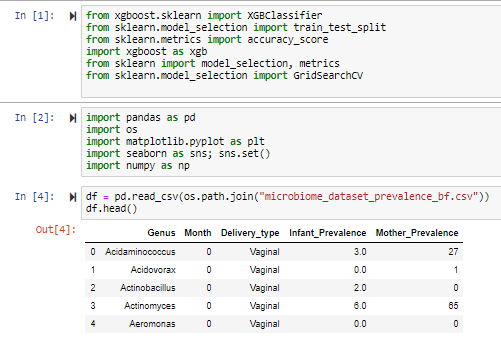 In [1]:
from xgboost.sklearn import XGBClassifier
from sklearn.model_selection import train_test_split
from sklearn.metrics import accuracy_score
import xgboost as xgb
from sklearn import model_selection, metrics
from sklearn.model_selection import GridSearchCV
In [2]:
import pandas as pd
import os
import matplotlib.pyplot as plt
import seaborn as sns; sns.set()
import numpy as np
In [4]:
df = pd.read_csv(os.path.join("microbiome_dataset_prevalence_bf.csv"))
df.head()
Out[4]:
Genus Month Delivery_type Infant_Prevalence Mother_Prevalence
0 Acidaminococcus 0 Vaginal 3.0 27
1 Acidovorax 0 Vaginal 0.0 1
2 Actinobacillus 0 Vaginal 2.0 0
3 Actinomyces 0 Vaginal 6.0 65
4 Aeromonas 0 Vaginal 0.0 0